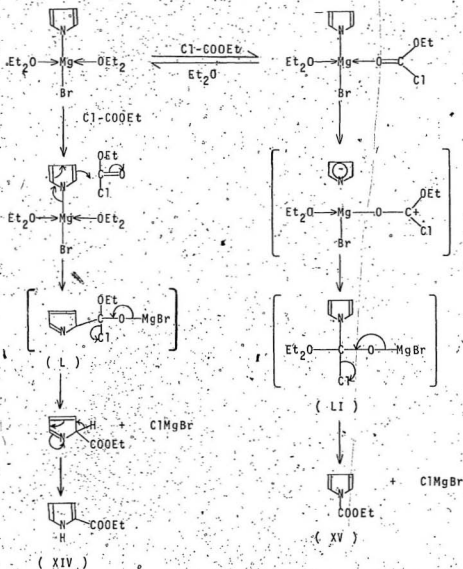 N N
Cl-COOEt
Et2O Mg OEt2 Et2O Mg O C OEt
Et2O
Cl
Br Br
Cl-COOEt
OEt
C O
N Cl N
Et2O Mg OEt2 Et2O Mg O C+ OEt
Cl
Br Br
OEt
N C O MgBr N
Cl Et2O C O MgBr
( L ) Cl
( LI )
H + ClMgBr
N COOEt
N + ClMgBr
COOEt
N COOEt
H ( XV )
( XIV )